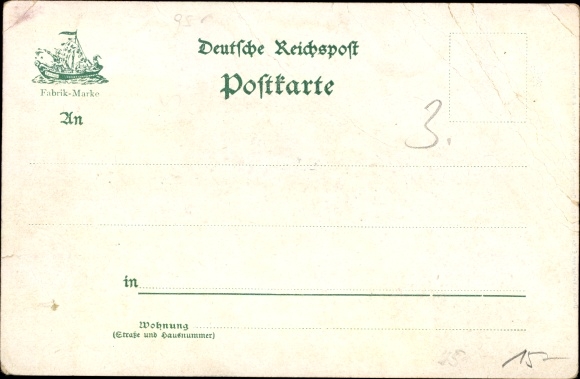 Deutsche Reichspost
Postkarte
Fabrik-Marke
An
3.
in
Wohnung
(Straße und Hausnummer)
15-